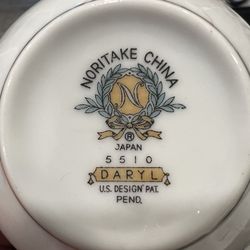 NORITAKE CHINA
N
®
JAPAN
5510
DARYL
U.S. DESIGN PAT.
PEND.